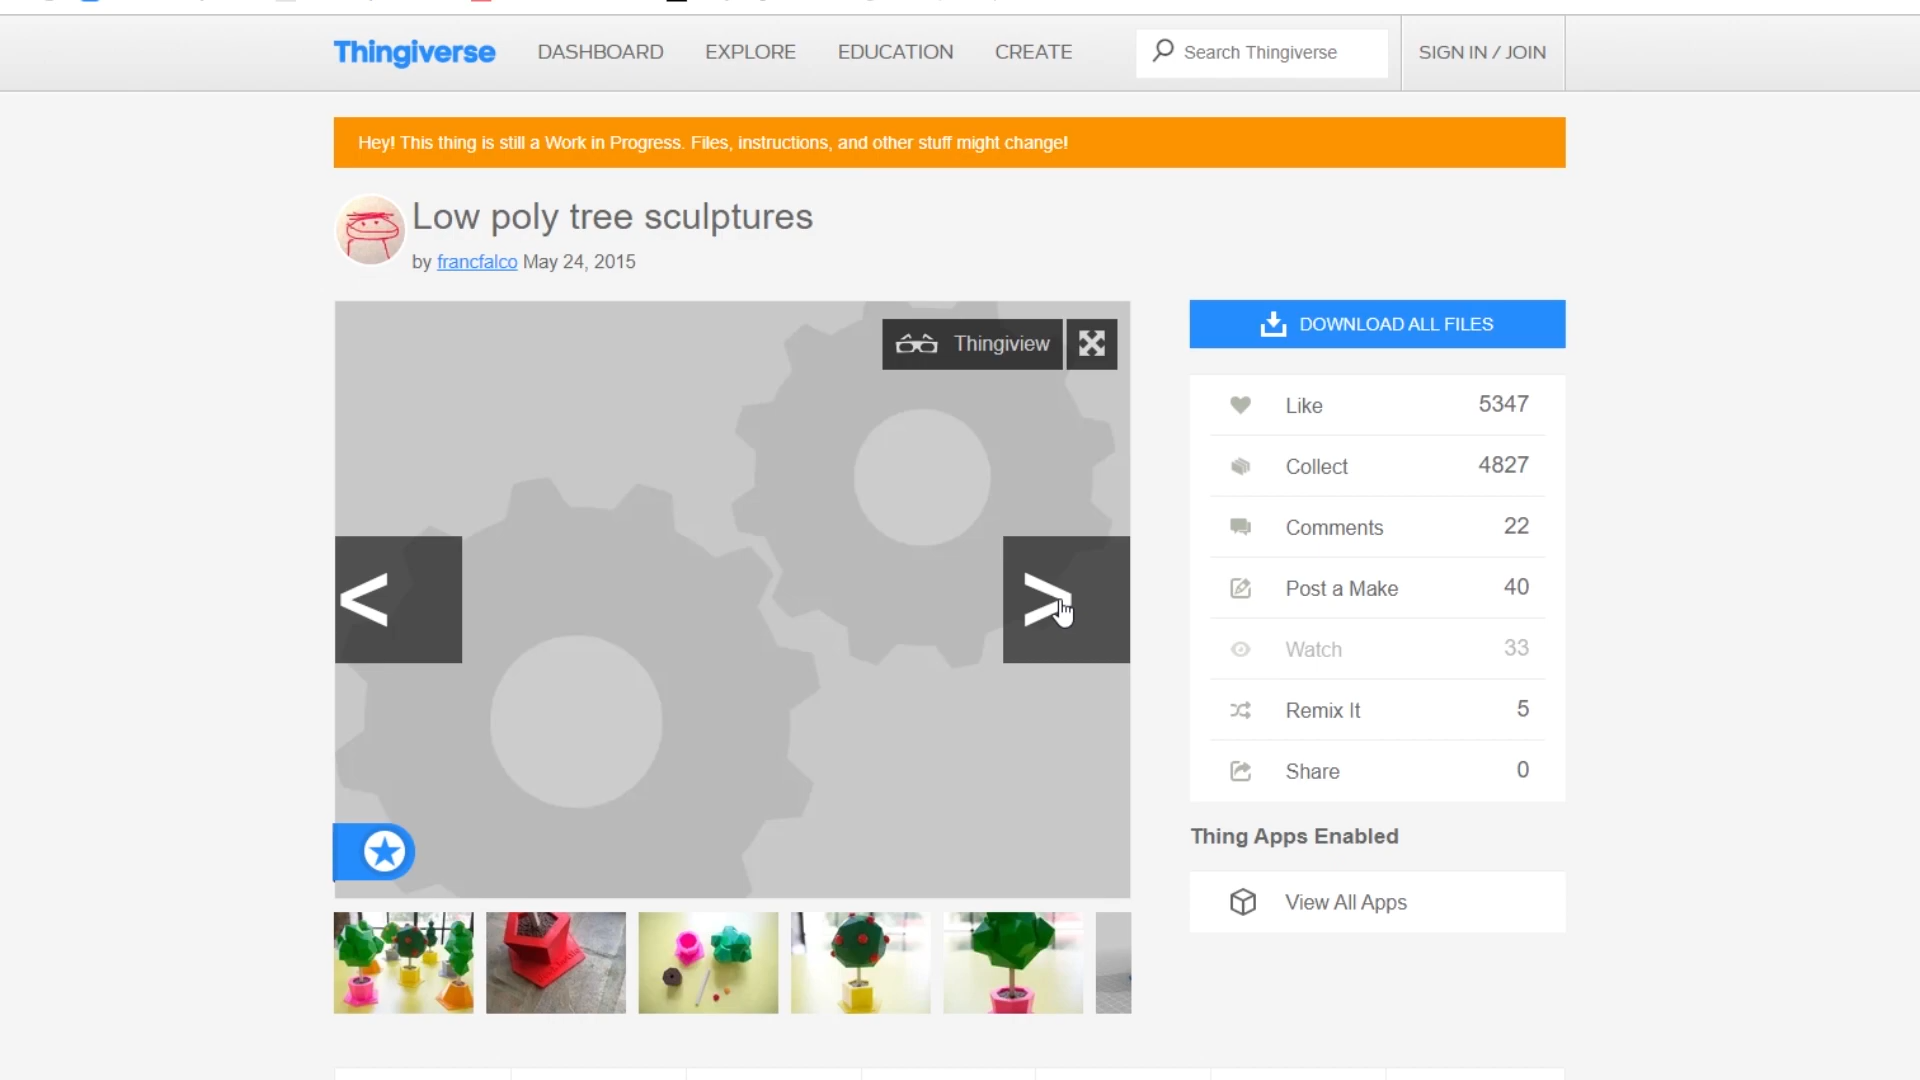 Thingiverse
DASHBOARD
EXPLORE
EDUCATION
CREATE
Search Thingiverse
SIGN IN / JOIN
Hey! This thing is still a Work in Progress. Files, instructions, and other stuff might change!
Low poly tree sculptures
by francfalco May 24, 2015
Thingiview
DOWNLOAD ALL FILES
Like 5347
Collect 4827
Comments 22
Post a Make 40
Watch 33
Remix It 5
Share 0
Thing Apps Enabled
View All Apps